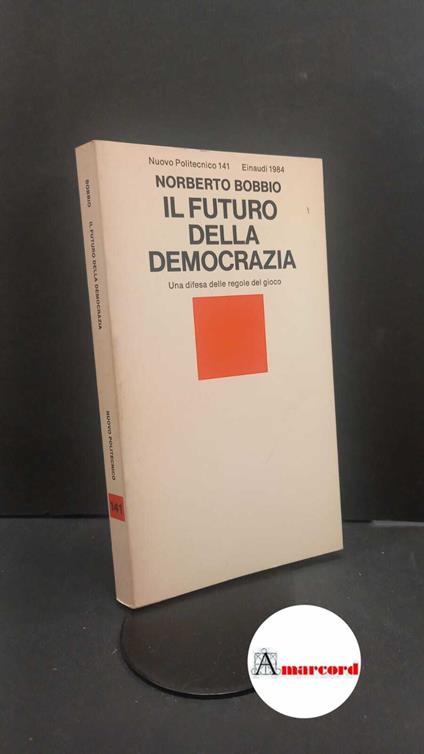 Nuovo Politecnico 141 Einaudi 1984
NORBERTO BOBBIO
IL FUTURO
DELLA
DEMOCRAZIA
Una difesa delle regole del gioco
BOBBIO IL FUTURO DELLA DEMOCRAZIA NUOVO POLITECNICO
141
Amarcord